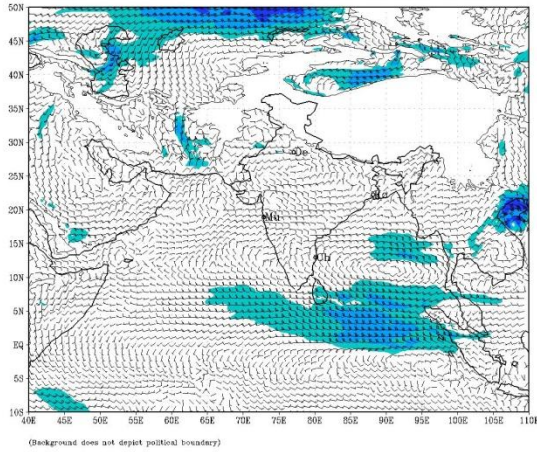 50N
45N
40N
35N
30N
De
25N
20N
Mu
15N
Ch
10N
5N
EQ
5S
10S
40E 45E 50E 55E 60E 65E 70E 75E 80E 85E 90E 95E 100E 105E 110E
(Background does not depict political boundary)